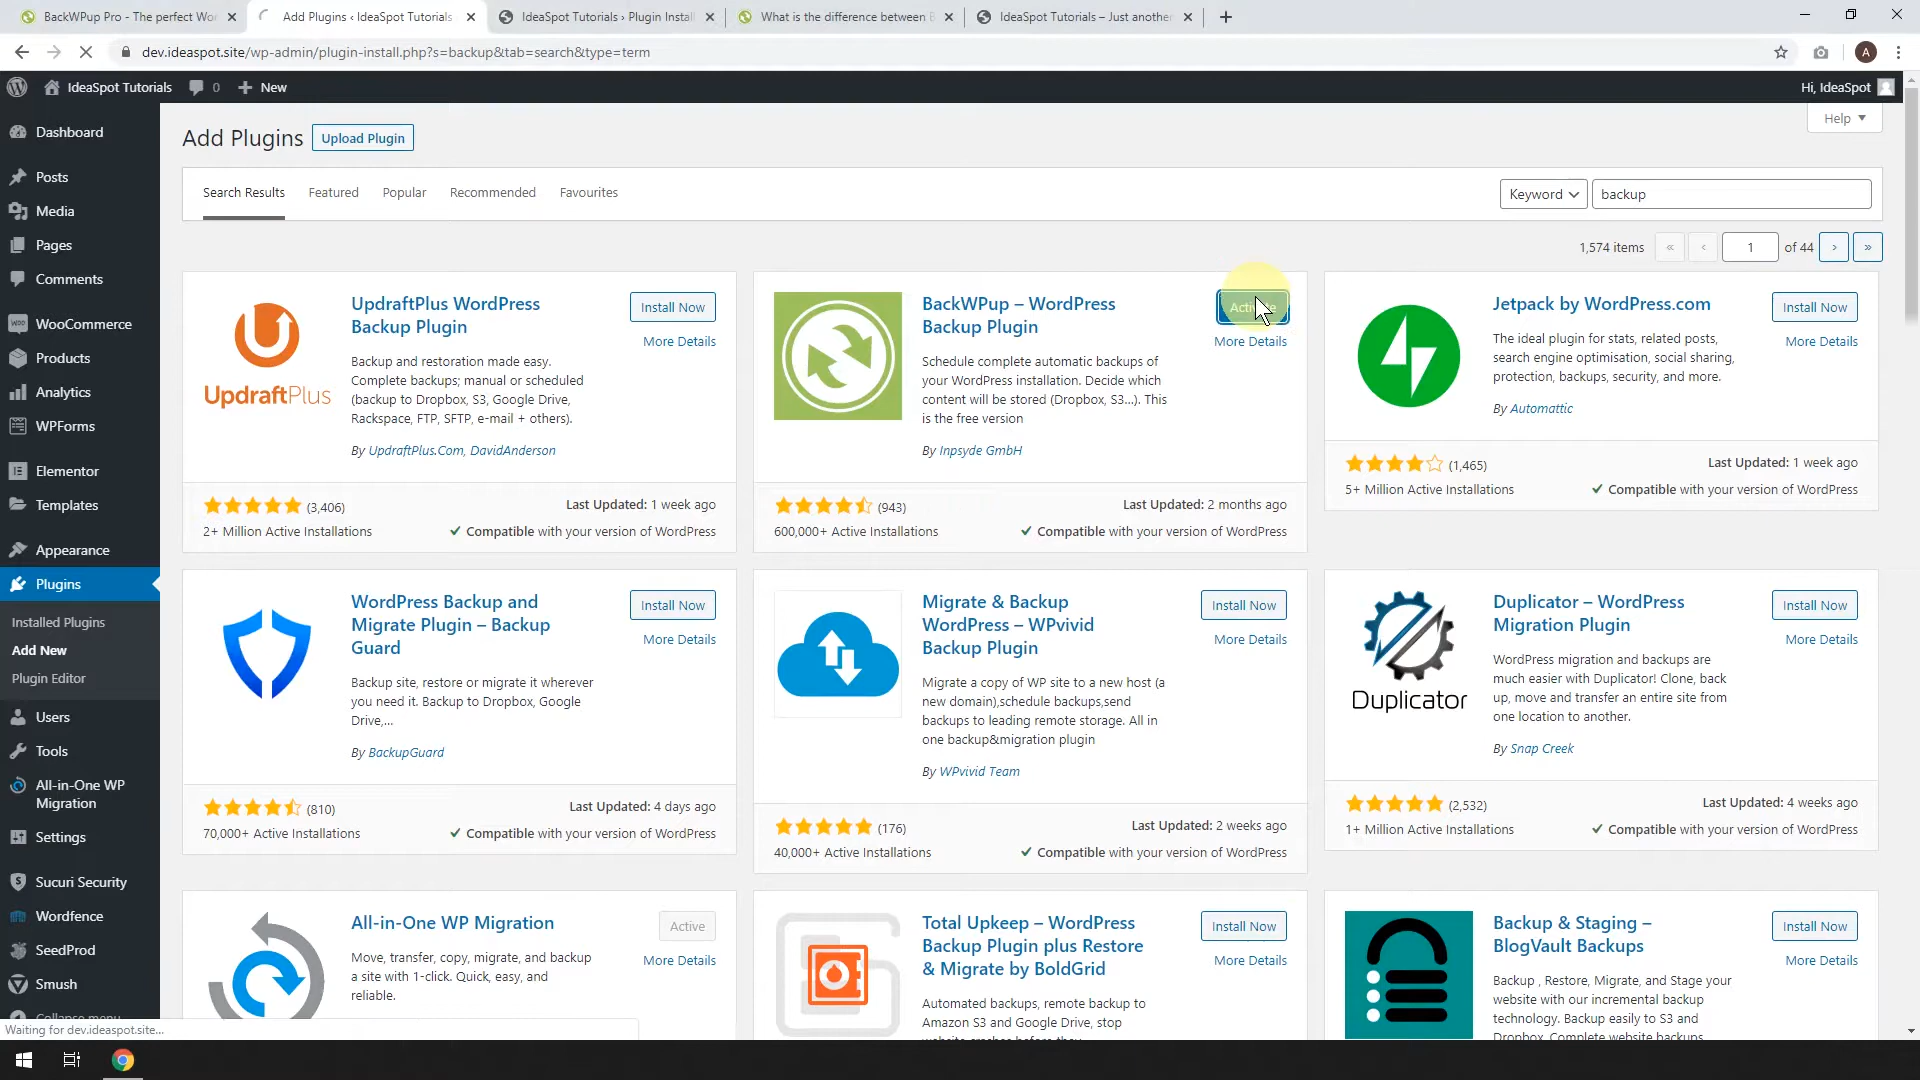 BackWPup Pro - The perfect Wor
Add Plugins ‹ IdeaSpot Tutorials
IdeaSpot Tutorials › Plugin Install
What is the difference between B
IdeaSpot Tutorials – Just another
dev.ideaspot.site/wp-admin/plugin-install.php?s=backup&tab=search&type=term
A
IdeaSpot Tutorials
0
New
Hi, IdeaSpot
Dashboard
Posts
Media
Pages
Comments
WooCommerce
Products
Analytics
WPForms
Elementor
Templates
Appearance
Plugins
Installed Plugins
Add New
Plugin Editor
Users
Tools
All-in-One WP
Migration
Settings
Sucuri Security
Wordfence
SeedProd
Smush
Collapse menu
Add Plugins
Upload Plugin
Help
Search Results
Featured
Popular
Recommended
Favourites
Keyword
backup
1,574 items
«
‹
1
of 44
›
»
UpdraftPlus
UpdraftPlus WordPress
Backup Plugin
Install Now
More Details
Backup and restoration made easy.
Complete backups; manual or scheduled
(backup to Dropbox, S3, Google Drive,
Rackspace, FTP, SFTP, e-mail + others).
By UpdraftPlus.Com, DavidAnderson
(3,406)
2+ Million Active Installations
Last Updated: 1 week ago
Compatible with your version of WordPress
BackWPup – WordPress
Backup Plugin
More Details
Schedule complete automatic backups of
your WordPress installation. Decide which
content will be stored (Dropbox, S3...). This
is the free version
By Inpsyde GmbH
(943)
600,000+ Active Installations
Last Updated: 2 months ago
Compatible with your version of WordPress
Jetpack by WordPress.com
Install Now
More Details
The ideal plugin for stats, related posts,
search engine optimisation, social sharing,
protection, backups, security, and more.
By Automattic
(1,465)
5+ Million Active Installations
Last Updated: 1 week ago
Compatible with your version of WordPress
WordPress Backup and
Migrate Plugin – Backup
Guard
Install Now
More Details
Backup site, restore or migrate it wherever
you need it. Backup to Dropbox, Google
Drive,...
By BackupGuard
(810)
70,000+ Active Installations
Last Updated: 4 days ago
Compatible with your version of WordPress
Migrate & Backup
WordPress – WPvivid
Backup Plugin
Install Now
More Details
Migrate a copy of WP site to a new host (a
new domain),schedule backups,send
backups to leading remote storage. All in
one backup&migration plugin
By WPvivid Team
(176)
40,000+ Active Installations
Last Updated: 2 weeks ago
Compatible with your version of WordPress
Duplicator
Duplicator – WordPress
Migration Plugin
Install Now
More Details
WordPress migration and backups are
much easier with Duplicator! Clone, back
up, move and transfer an entire site from
one location to another.
By Snap Creek
(2,532)
1+ Million Active Installations
Last Updated: 4 weeks ago
Compatible with your version of WordPress
All-in-One WP Migration
Active
More Details
Move, transfer, copy, migrate, and backup
a site with 1-click. Quick, easy, and
reliable.
Total Upkeep – WordPress
Backup Plugin plus Restore
& Migrate by BoldGrid
Install Now
More Details
Automated backups, remote backup to
Amazon S3 and Google Drive, stop
website crashes before they
Backup & Staging –
BlogVault Backups
Install Now
More Details
Backup , Restore, Migrate, and Stage your
website with our incremental backup
technology. Backup easily to S3 and
Dropbox. Complete website backups
Waiting for dev.ideaspot.site...